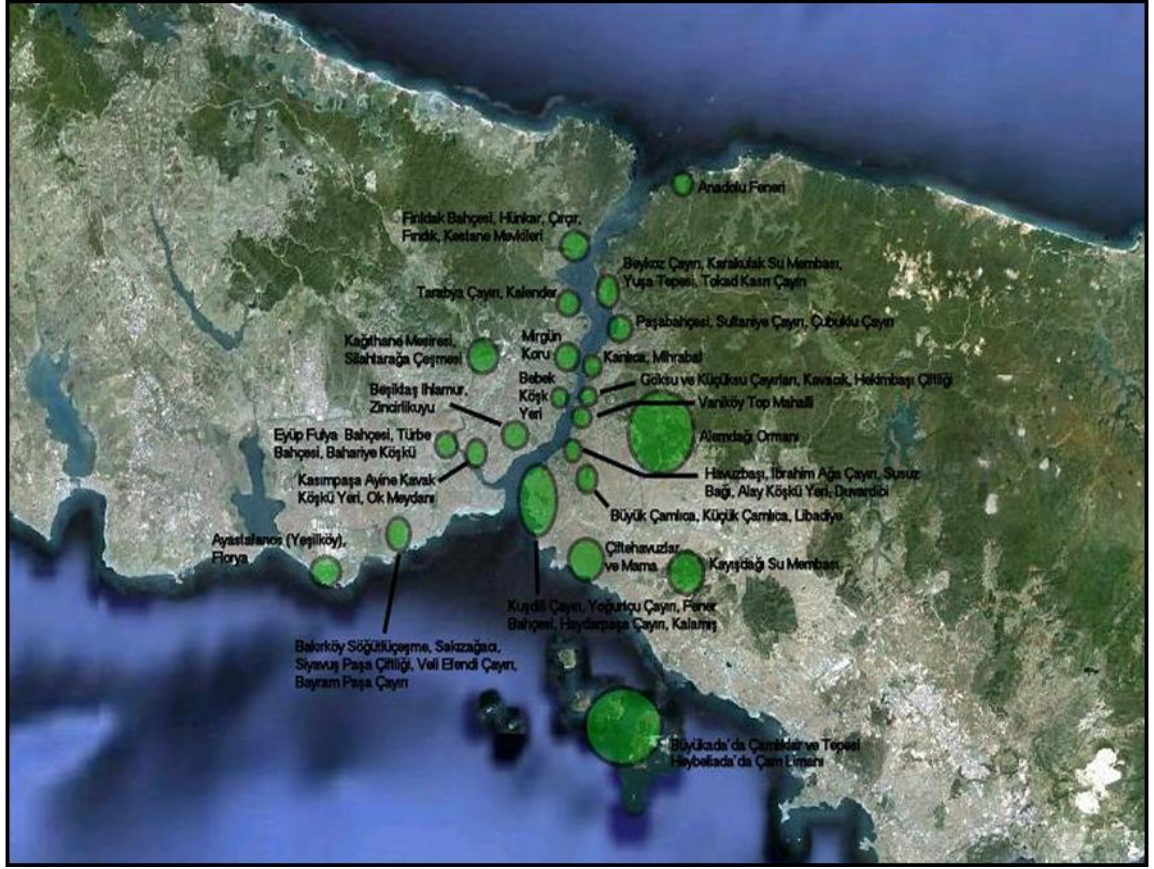 Anadolu Feneri
Fırıldak Bahçesi, Hünkar, Çırçır,
Fındık, Kestane Mevkileri
Beykoz Çayırı, Karakulak Su Membası,
Yuşa Tepesi, Tokad Kasrı Çayırı
Tarabya Çayırı, Kalender
Paşabahçesi, Sultaniye Çayırı, Çubuklu Çayırı
Kağıthane Mesiresi,
Silahtarağa Çeşmesi
Mirgün
Koru
Kanlıca, Mihrabat
Göksu ve Küçüksu Çayırları, Kavacık, Hekimbaşı Çiftliği
Bebek
Köşk
Yeri
Beşiktaş Ihlamur,
Zincirlikuyu
Vaniköy Top Mahalli
Alemdağı Ormanı
Eyüp Fulya Bahçesi, Türbe
Bahçesi, Bahariye Köşkü
Kasımpaşa Ayine Kavak
Köşkü Yeri, Ok Meydanı
Havuzbaşı, İbrahim Ağa Çayırı, Susuz
Bağı, Alay Köşkü Yeri, Duvardibi
Büyük Çamlıca, Küçük Çamlıca, Libadiye
Ayastafanos (Yeşilköy),
Florya
Çiftehavuzlar
ve Mama
Kayışdağı Su Membası
Kuşdili Çayırı, Yoğurtçu Çayırı, Fener
Bahçesi, Haydarpaşa Çayırı, Kalamış
Bakırköy Söğütlüçeşme, Sakızağacı,
Siyavuş Paşa Çiftliği, Veli Efendi Çayırı,
Bayram Paşa Çayırı
Büyükada'da Çamlıklar ve Tepesi
Heybeliada'da Çam Limanı